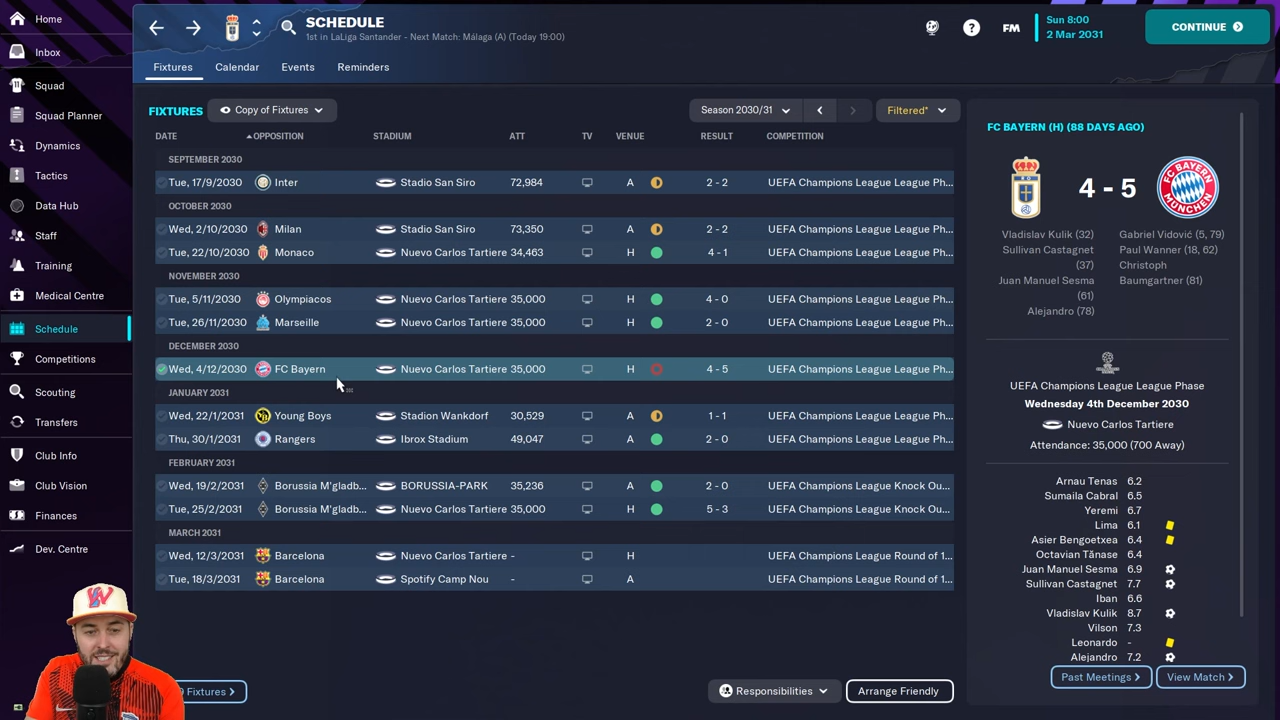 Home
Inbox
Squad
Squad Planner
Dynamics
Tactics
Data Hub
Staff
Training
Medical Centre
Schedule
Competitions
Scouting
Transfers
Club Info
Club Vision
Finances
Dev. Centre
SCHEDULE
1st in LaLiga Santander - Next Match: Málaga (A) (Today 19:00)
FM
Sun 8:00
2 Mar 2031
CONTINUE
Fixtures Calendar Events Reminders
FIXTURES Copy of Fixtures Season 2030/31 Filtered*
DATE OPPOSITION STADIUM ATT TV VENUE RESULT COMPETITION
SEPTEMBER 2030
Tue, 17/9/2030 Inter Stadio San Siro 72,984 A 2 - 2 UEFA Champions League League Ph...
OCTOBER 2030
Wed, 2/10/2030 Milan Stadio San Siro 73,350 A 2 - 2 UEFA Champions League League Ph...
Tue, 22/10/2030 Monaco Nuevo Carlos Tartiere 34,463 H 4 - 1 UEFA Champions League League Ph...
NOVEMBER 2030
Tue, 5/11/2030 Olympiacos Nuevo Carlos Tartiere 35,000 H 4 - 0 UEFA Champions League League Ph...
Tue, 26/11/2030 Marseille Nuevo Carlos Tartiere 35,000 H 2 - 0 UEFA Champions League League Ph...
DECEMBER 2030
Wed, 4/12/2030 FC Bayern Nuevo Carlos Tartiere 35,000 H 4 - 5 UEFA Champions League League Ph...
JANUARY 2031
Wed, 22/1/2031 Young Boys Stadion Wankdorf 30,529 A 1 - 1 UEFA Champions League League Ph...
Thu, 30/1/2031 Rangers Ibrox Stadium 49,047 A 2 - 0 UEFA Champions League League Ph...
FEBRUARY 2031
Wed, 19/2/2031 Borussia M'gladb... BORUSSIA-PARK 35,236 A 2 - 0 UEFA Champions League Knock Ou...
Tue, 25/2/2031 Borussia M'gladb... Nuevo Carlos Tartiere 35,000 H 5 - 3 UEFA Champions League Knock Ou...
MARCH 2031
Wed, 12/3/2031 Barcelona Nuevo Carlos Tartiere - H UEFA Champions League Round of 1...
Tue, 18/3/2031 Barcelona Spotify Camp Nou - A UEFA Champions League Round of 1...
Fixtures
Responsibilities
Arrange Friendly
FC BAYERN (H) (88 DAYS AGO)
4 - 5
Vladislav Kulik (32)
Sullivan Castagnet
(37)
Juan Manuel Sesma
(61)
Alejandro (78)
Gabriel Vidović (5, 79)
Paul Wanner (18, 62)
Christoph
Baumgartner (81)
UEFA Champions League League Phase
Wednesday 4th December 2030
Nuevo Carlos Tartiere
Attendance: 35,000 (700 Away)
Arnau Tenas 6.2
Sumaila Cabral 6.5
Yeremi 6.7
Lima 6.1
Asier Bengoetxea 6.4
Octavian Tănase 6.4
Juan Manuel Sesma 6.9
Sullivan Castagnet 7.7
Iban 6.6
Vladislav Kulik 8.7
Vilson 7.3
Leonardo -
Alejandro 7.2
Past Meetings
View Match